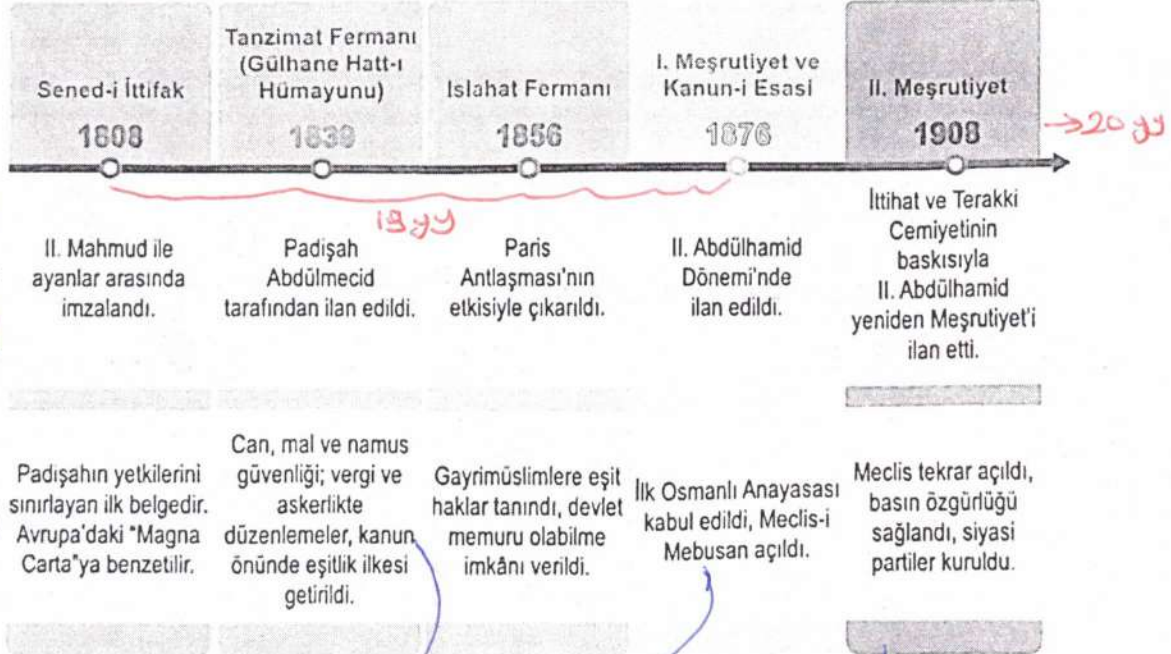 Sened-i İttifak
1808
Tanzimat Fermanı
(Gülhane Hatt-ı
Hümayunu)
1839
Islahat Fermanı
1856
I. Meşrutiyet ve
Kanun-i Esasi
1876
II. Meşrutiyet
1908
→20 yy
19 yy
II. Mahmud ile
ayanlar arasında
imzalandı.
Padişah
Abdülmecid
tarafından ilan edildi.
Paris
Antlaşması'nın
etkisiyle çıkarıldı.
II. Abdülhamid
Dönemi'nde
ilan edildi.
İttihat ve Terakki
Cemiyetinin
baskısıyla
II. Abdülhamid
yeniden Meşrutiyet'i
ilan etti.
Padişahın yetkilerini
sınırlayan ilk belgedir.
Avrupa'daki "Magna
Carta"ya benzetilir.
Can, mal ve namus
güvenliği; vergi ve
askerlikte
düzenlemeler, kanun
önünde eşitlik ilkesi
getirildi.
Gayrimüslimlere eşit
haklar tanındı, devlet
memuru olabilme
imkânı verildi.
İlk Osmanlı Anayasası
kabul edildi, Meclis-i
Mebusan açıldı.
Meclis tekrar açıldı,
basın özgürlüğü
sağlandı, siyasi
partiler kuruldu.